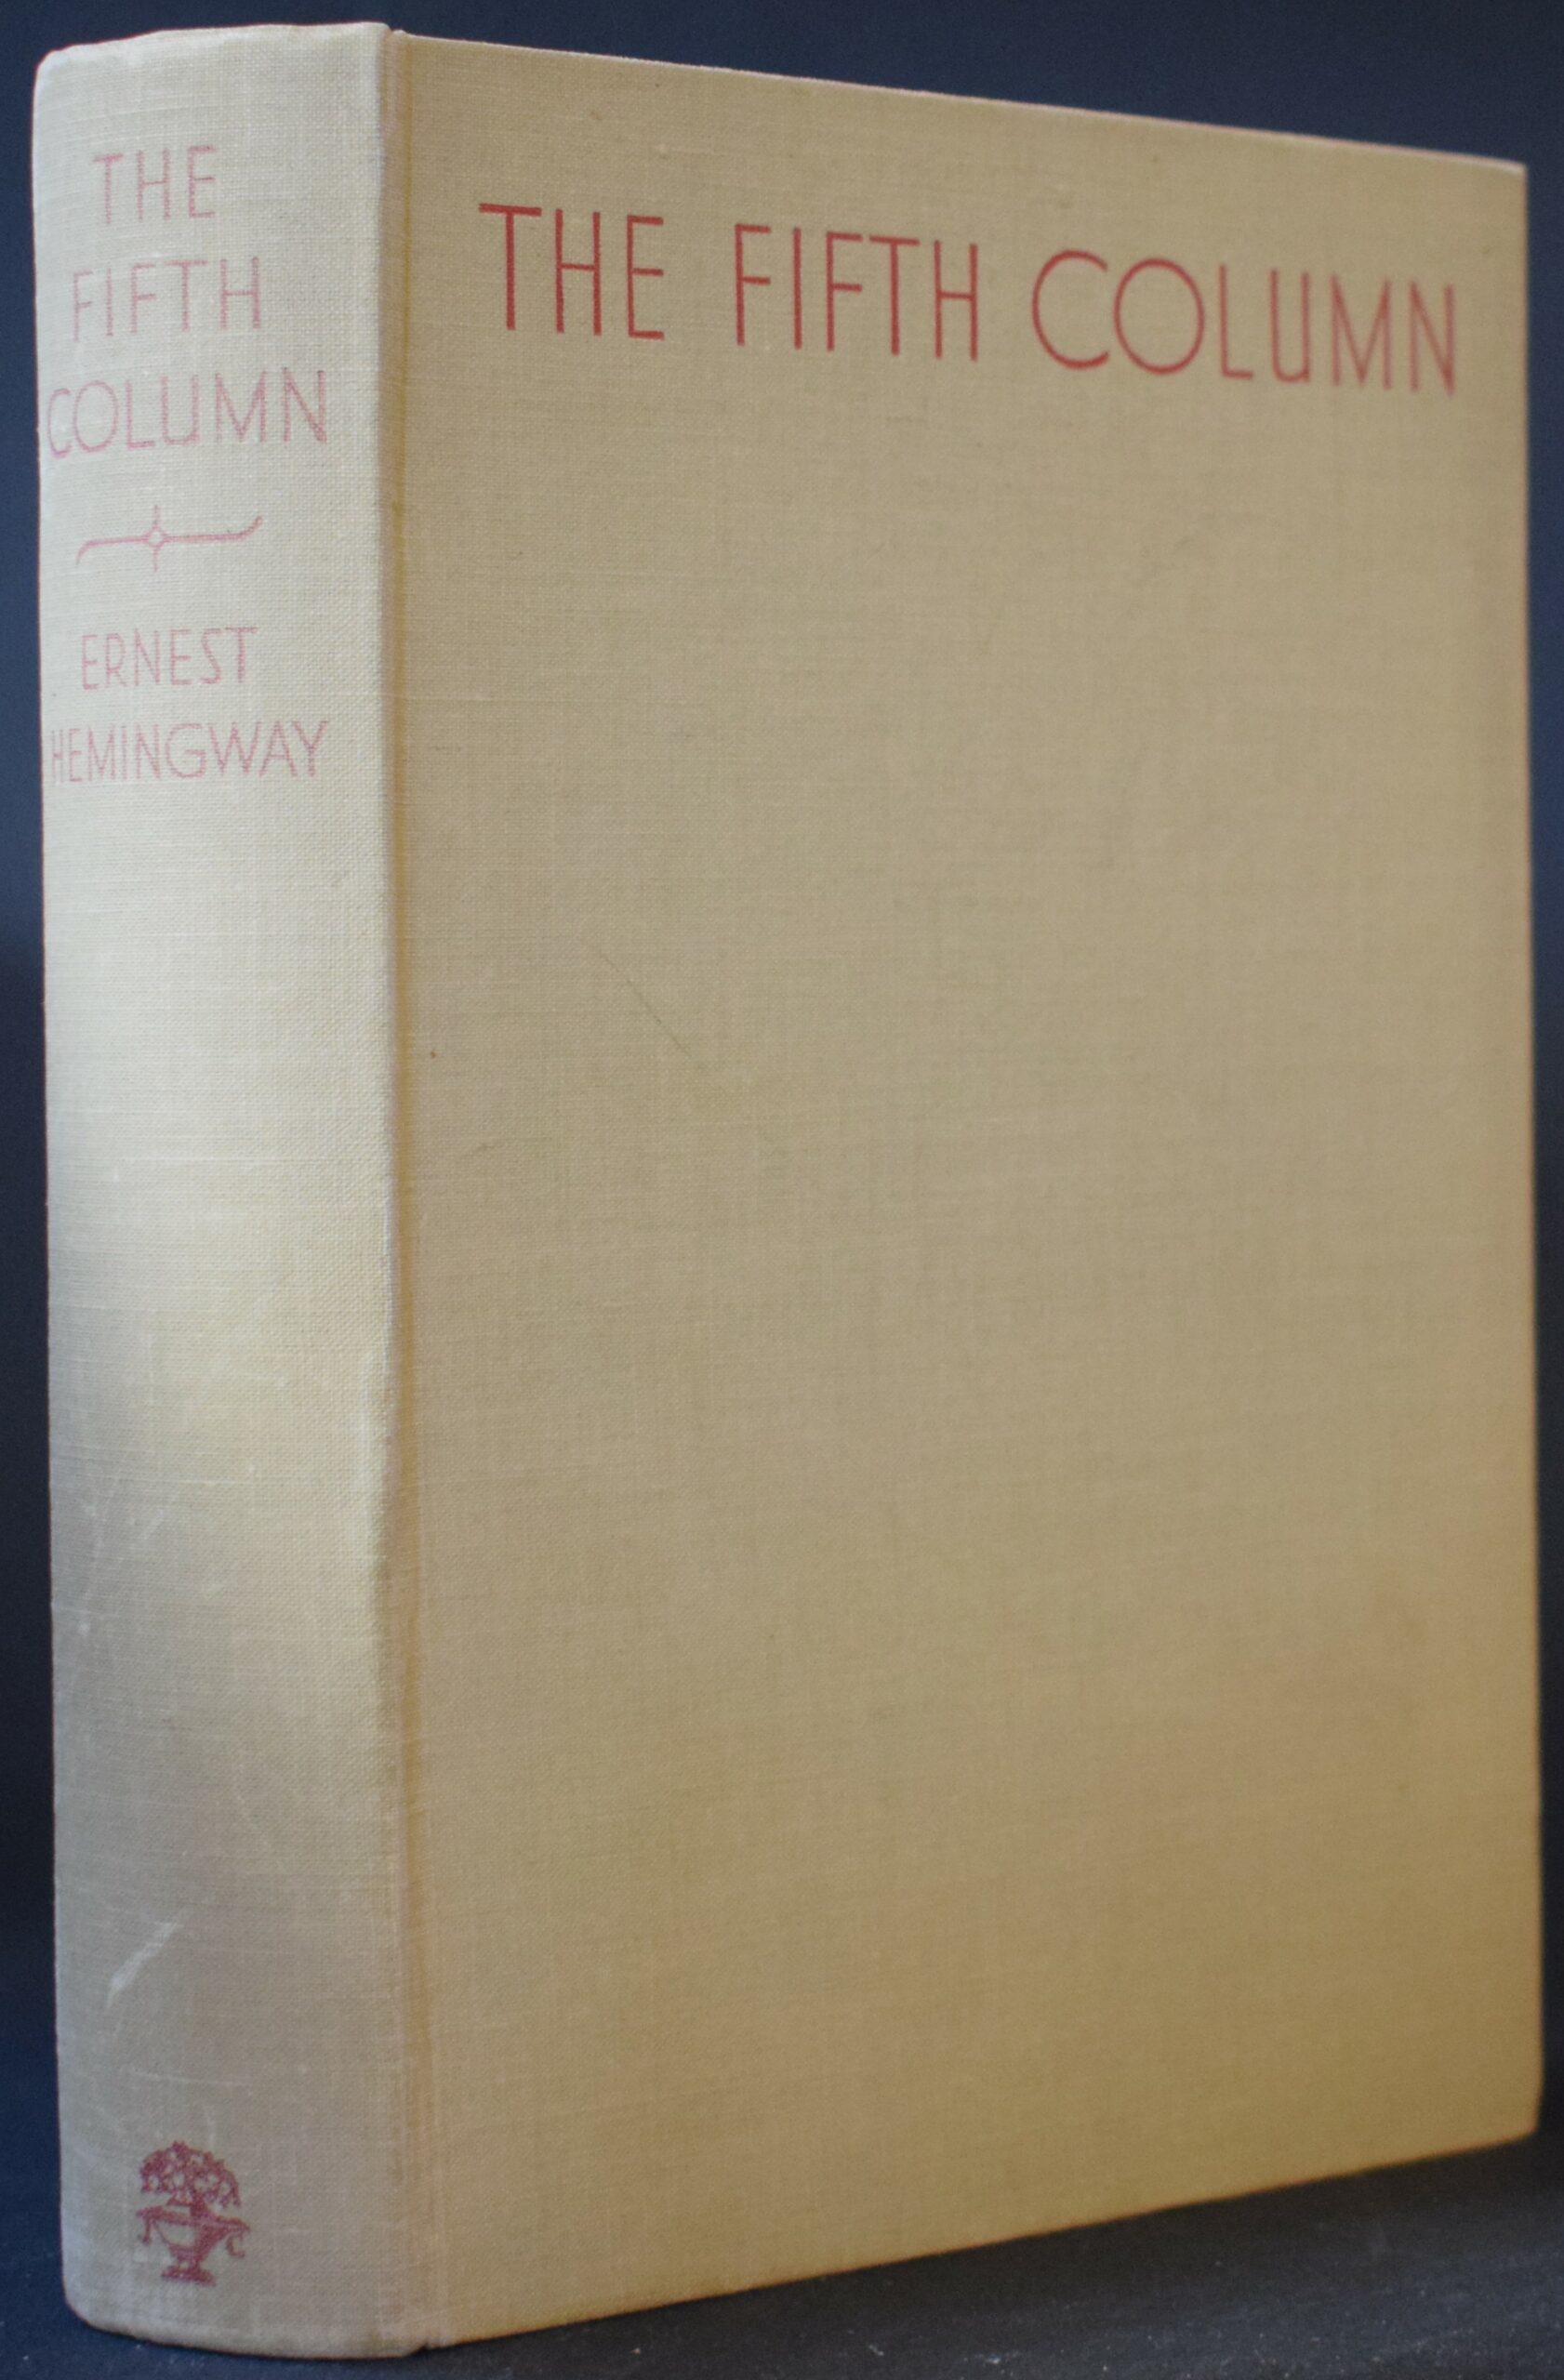 THE
FIFTH
COLUMN
ERNEST
HEMINGWAY
THE FIFTH COLUMN